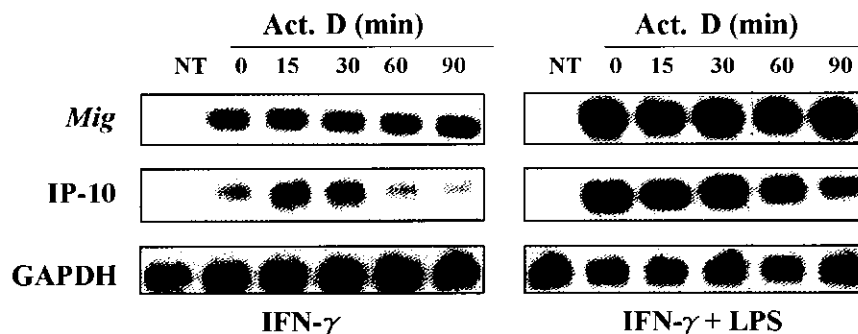 Act. D (min) Act. D (min)
NT 0 15 30 60 90 NT 0 15 30 60 90
Mig
IP-10
GAPDH
IFN-γ IFN-γ + LPS